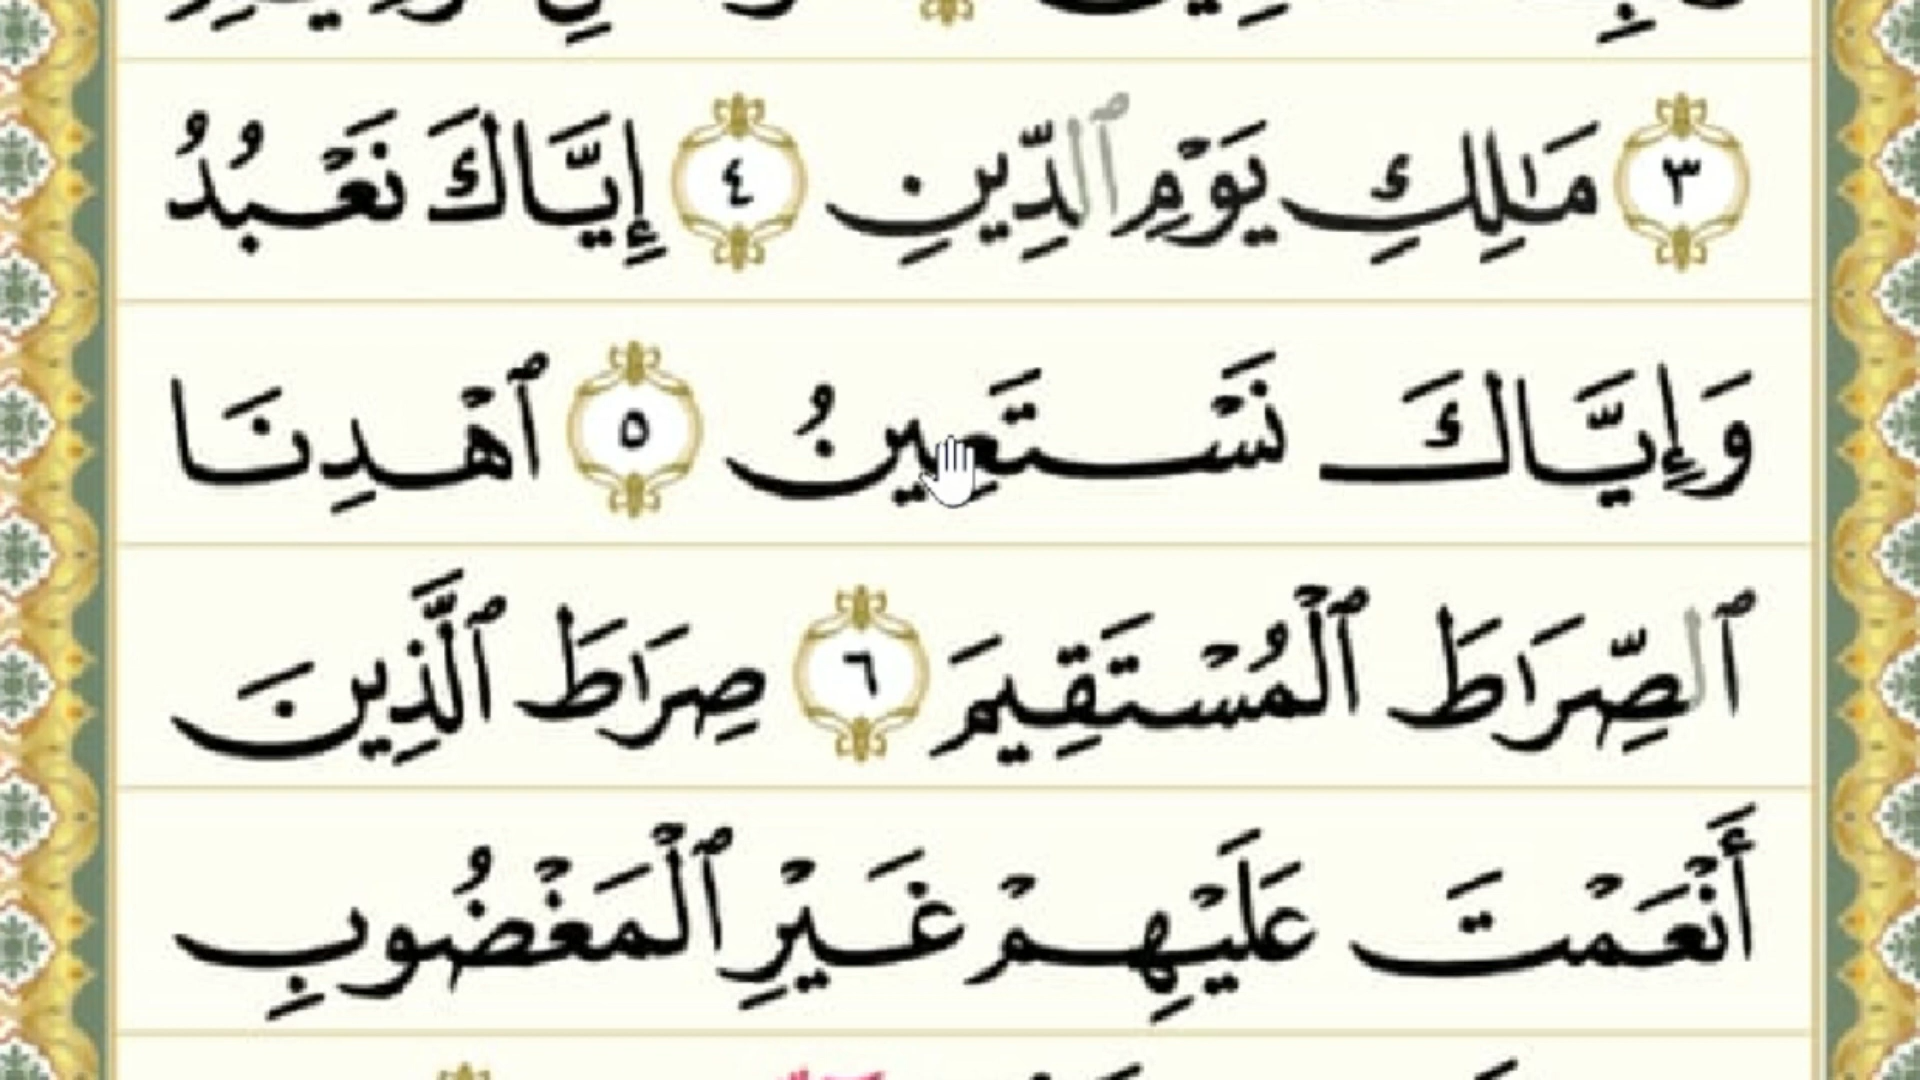 ٣ مَـٰلِكِ يَوْمِ ٱلدِّينِ ٤ إِيَّاكَ نَعْبُدُ
وَإِيَّاكَ نَسْتَعِينُ ٥ ٱهْدِنَا
ٱلصِّرَٰطَ ٱلْمُسْتَقِيمَ ٦ صِرَٰطَ ٱلَّذِينَ
أَنْعَمْتَ عَلَيْهِمْ غَيْرِ ٱلْمَغْضُوبِ